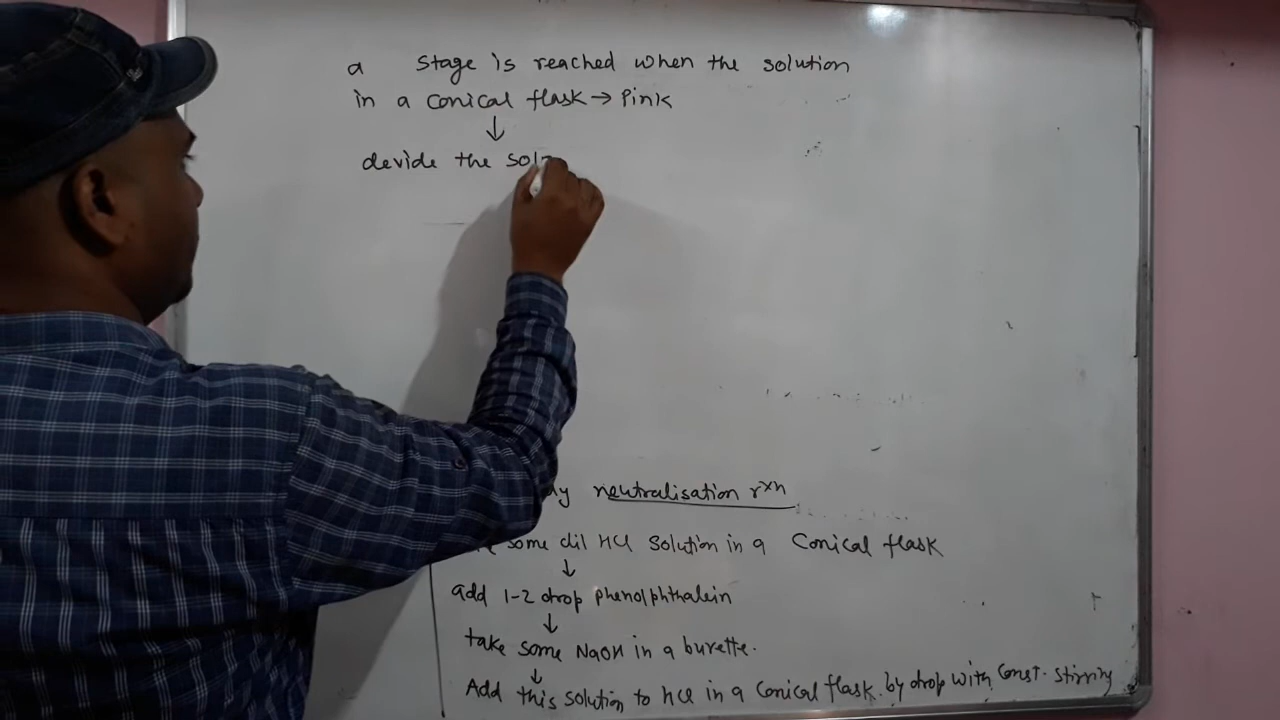 a stage is reached when the solution
in a conical flask → Pink
↓
devide the sol
neutralisation rxn
some dil HCl solution in a Conical flask
↓
add 1-2 drop phenolphthalein
↓
take some NaOH in a burette.
↓
Add this solution to HCl in a Conical flask by drop with const. stirring